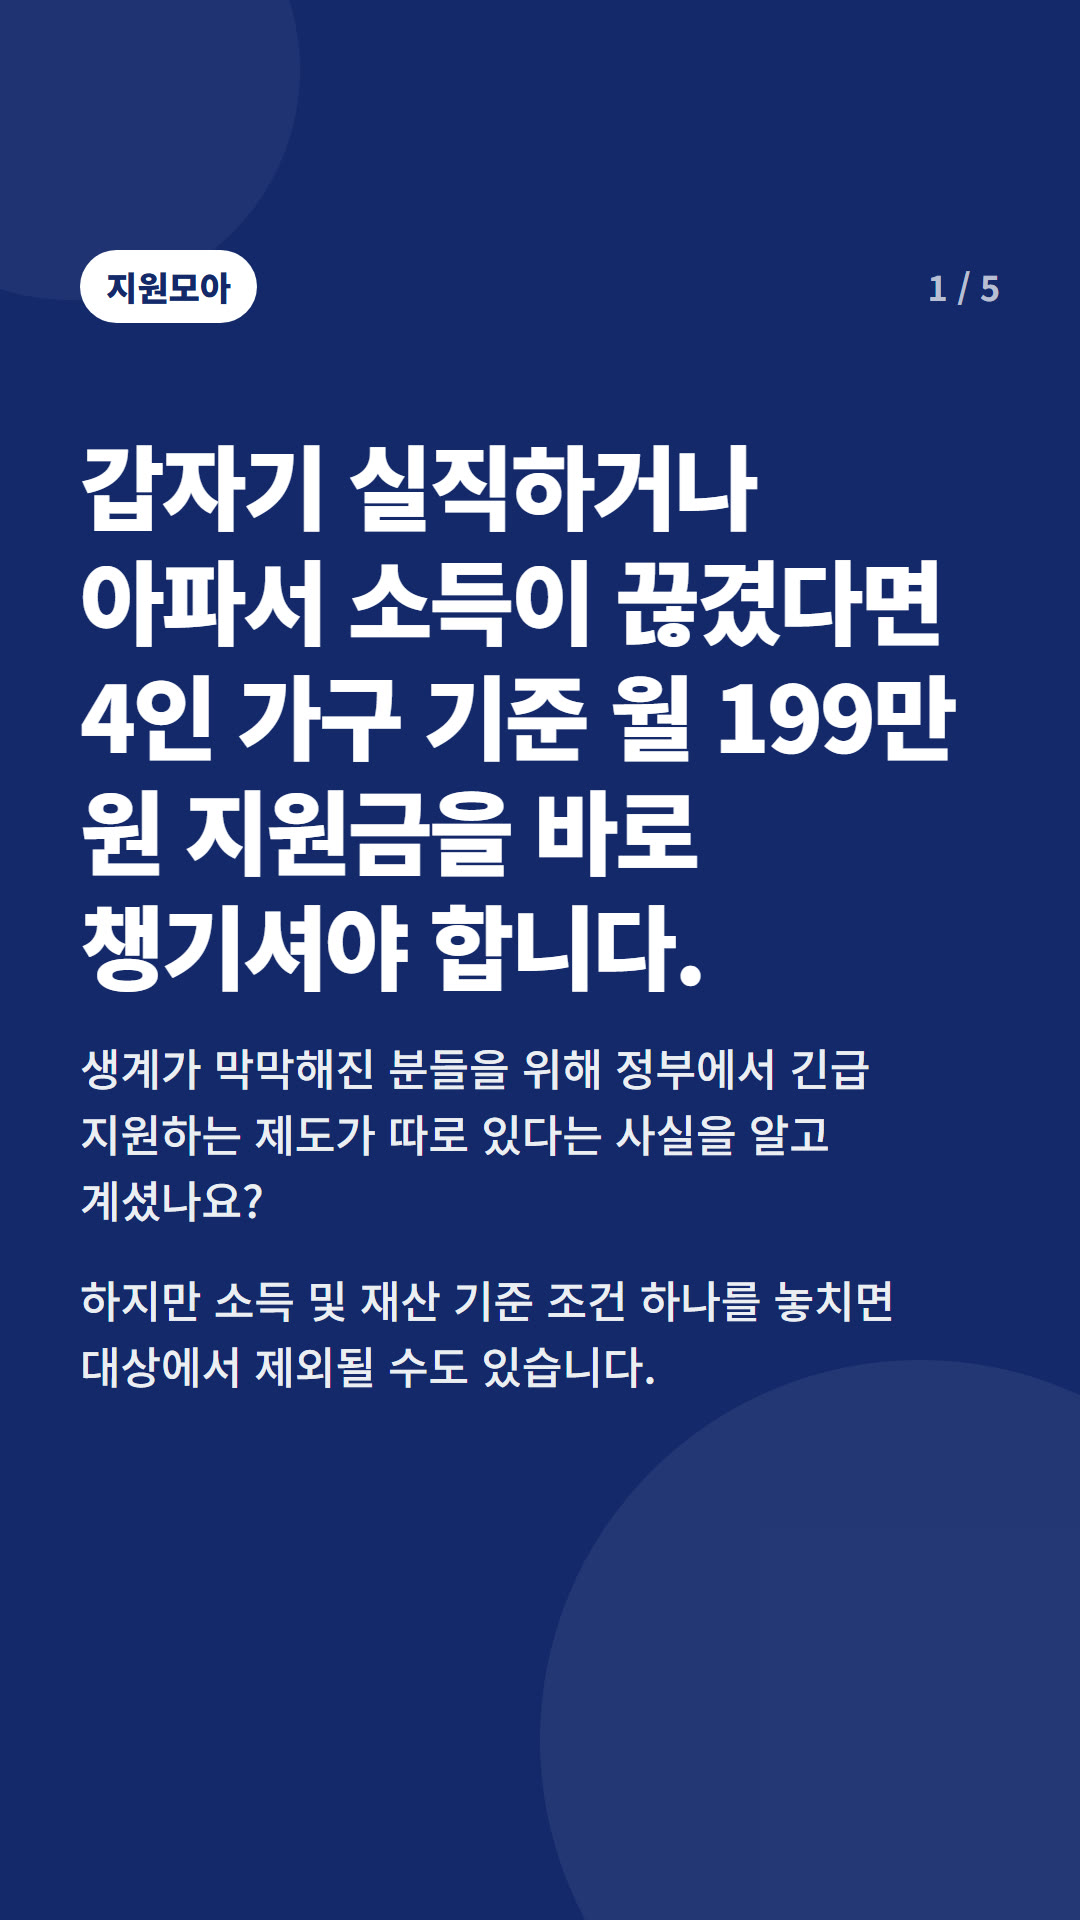 지원모아
1 / 5
갑자기 실직하거나
아파서 소득이 끊겼다면
4인 가구 기준 월 199만
원 지원금을 바로
챙기셔야 합니다.
생계가 막막해진 분들을 위해 정부에서 긴급
지원하는 제도가 따로 있다는 사실을 알고
계셨나요?
하지만 소득 및 재산 기준 조건 하나를 놓치면
대상에서 제외될 수도 있습니다.